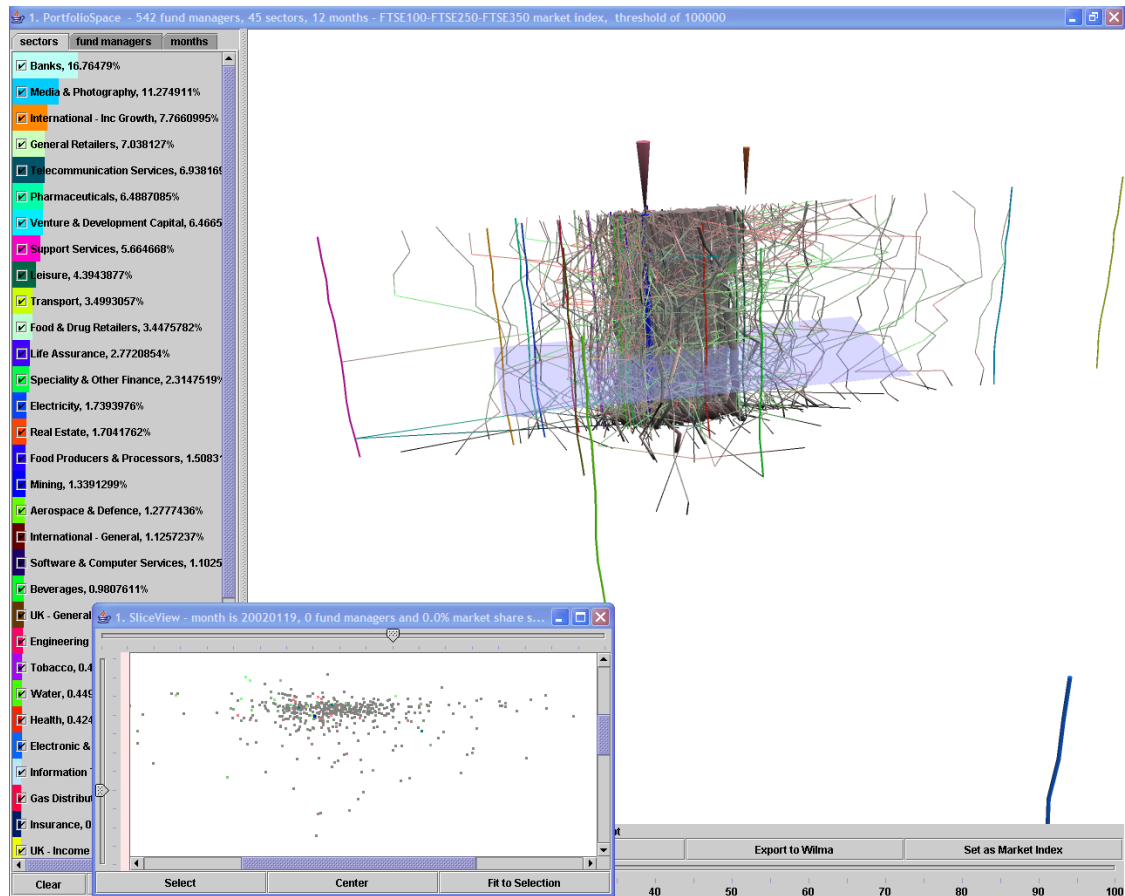 1. PortfolioSpace - 542 fund managers, 45 sectors, 12 months - FTSE100-FTSE250-FTSE350 market index, threshold of 100000
sectors fund managers months
Banks, 16.76479%
Media & Photography, 11.274911%
International - Inc Growth, 7.7660995%
General Retailers, 7.038127%
Telecommunication Services, 6.938169
Pharmaceuticals, 6.4887085%
Venture & Development Capital, 6.4665
Support Services, 5.664668%
Leisure, 4.3943877%
Transport, 3.4993057%
Food & Drug Retailers, 3.4475782%
Life Assurance, 2.7720854%
Speciality & Other Finance, 2.3147519%
Electricity, 1.7393976%
Real Estate, 1.7041762%
Food Producers & Processors, 1.5083
Mining, 1.3391299%
Aerospace & Defence, 1.2777436%
International - General, 1.1257237%
Software & Computer Services, 1.1025
Beverages, 0.9807611%
UK - General
Engineering
Tobacco, 0.4
Water, 0.449
Health, 0.424
Electronic &
Information
Gas Distribut
Insurance, 0
UK - Income
Clear
1. SliceView - month is 20020119, 0 fund managers and 0.0% market share s...
Select Center Fit to Selection
Export to Wilma Set as Market Index
40 50 60 70 80 90 100